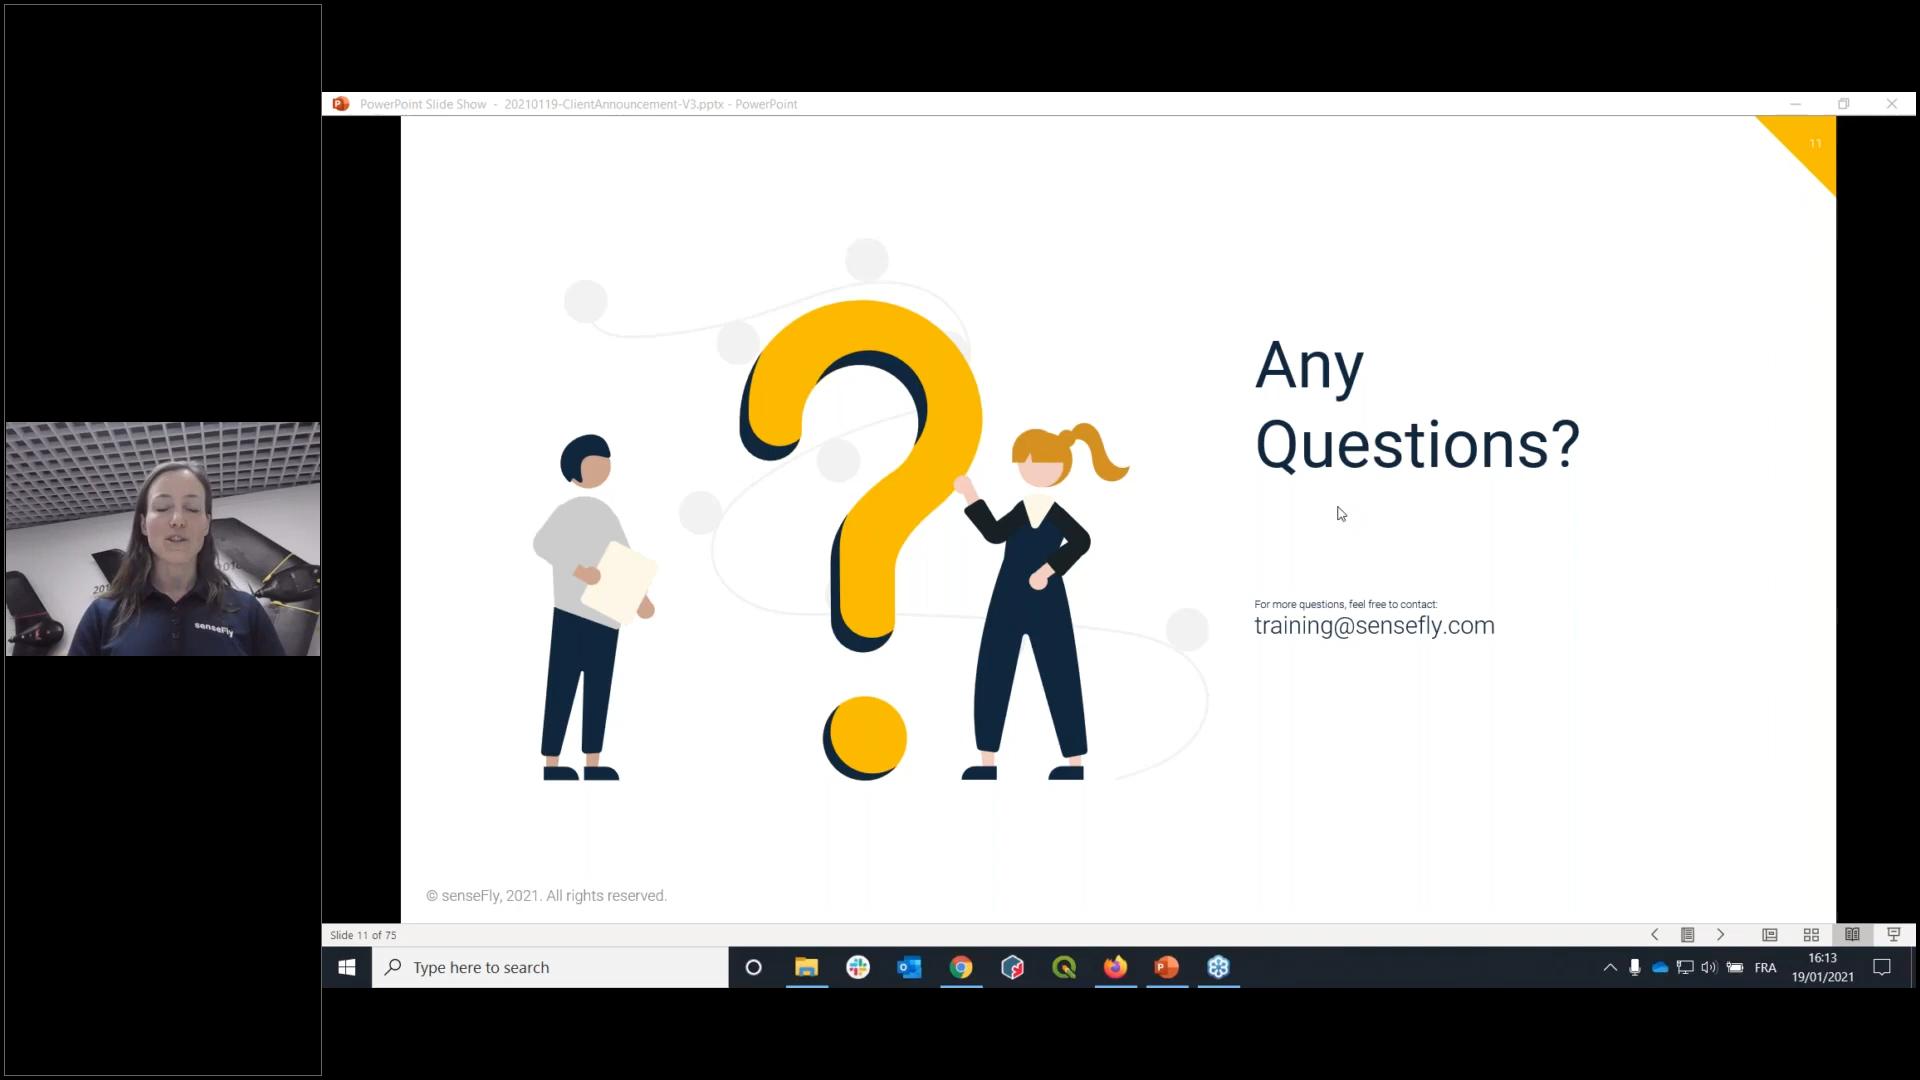 PowerPoint Slide Show - 20210119-ClientAnnouncement-V3.pptx - PowerPoint
11
Any
Questions?
For more questions, feel free to contact:
training@sensefly.com
senseFly
© senseFly, 2021. All rights reserved.
Slide 11 of 75
Type here to search
FRA
16:13
19/01/2021